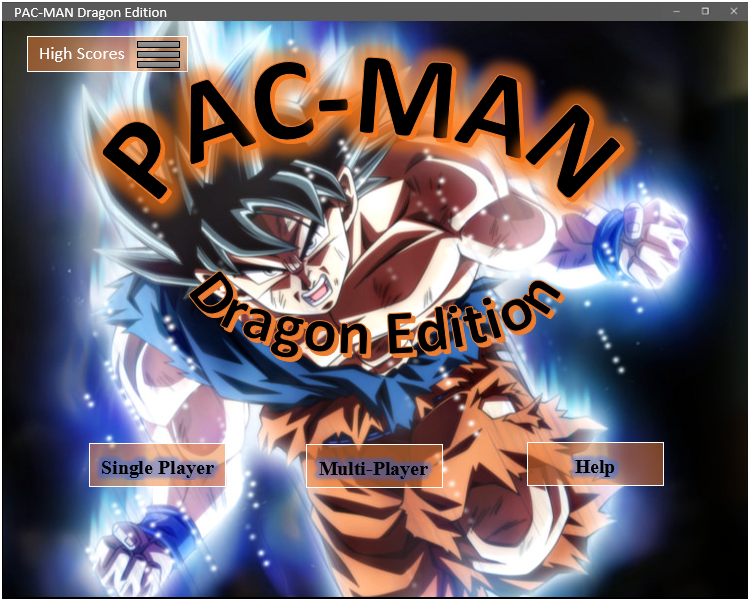 PAC-MAN Dragon Edition
High Scores
PAC-MAN
Dragon Edition
Single Player
Multi-Player
Help